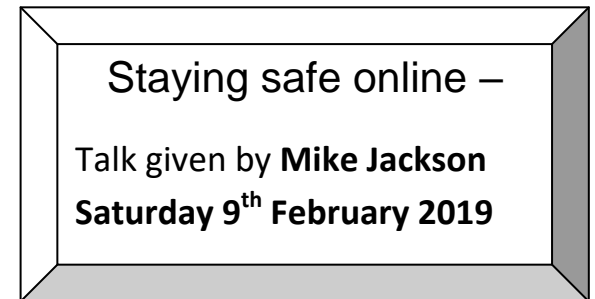 Staying safe online –
Talk given by Mike Jackson
Saturday 9th February 2019